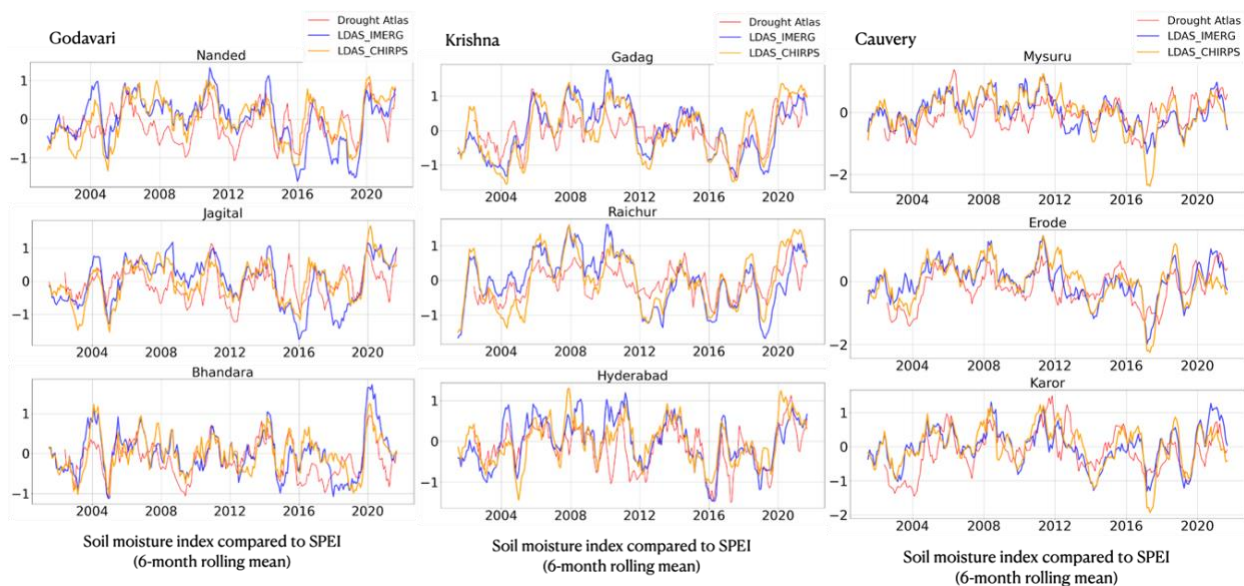 Godavari
Drought Atlas
LDAS_IMERG
LDAS_CHIRPS
Nanded
1
0
−1
2004 2008 2012 2016 2020
Jagital
1
0
−1
2004 2008 2012 2016 2020
Bhandara
1
0
−1
2004 2008 2012 2016 2020
Soil moisture index compared to SPEI
(6-month rolling mean)
Krishna
Drought Atlas
LDAS_IMERG
LDAS_CHIRPS
Gadag
1
0
−1
2004 2008 2012 2016 2020
Raichur
1
0
−1
2004 2008 2012 2016 2020
Hyderabad
1
0
−1
2004 2008 2012 2016 2020
Soil moisture index compared to SPEI
(6-month rolling mean)
Cauvery
Drought Atlas
LDAS_IMERG
LDAS_CHIRPS
Mysuru
0
−2
2004 2008 2012 2016 2020
Erode
0
−2
2004 2008 2012 2016 2020
Karor
1
0
−1
−2
2004 2008 2012 2016 2020
Soil moisture index compared to SPEI
(6-month rolling mean)